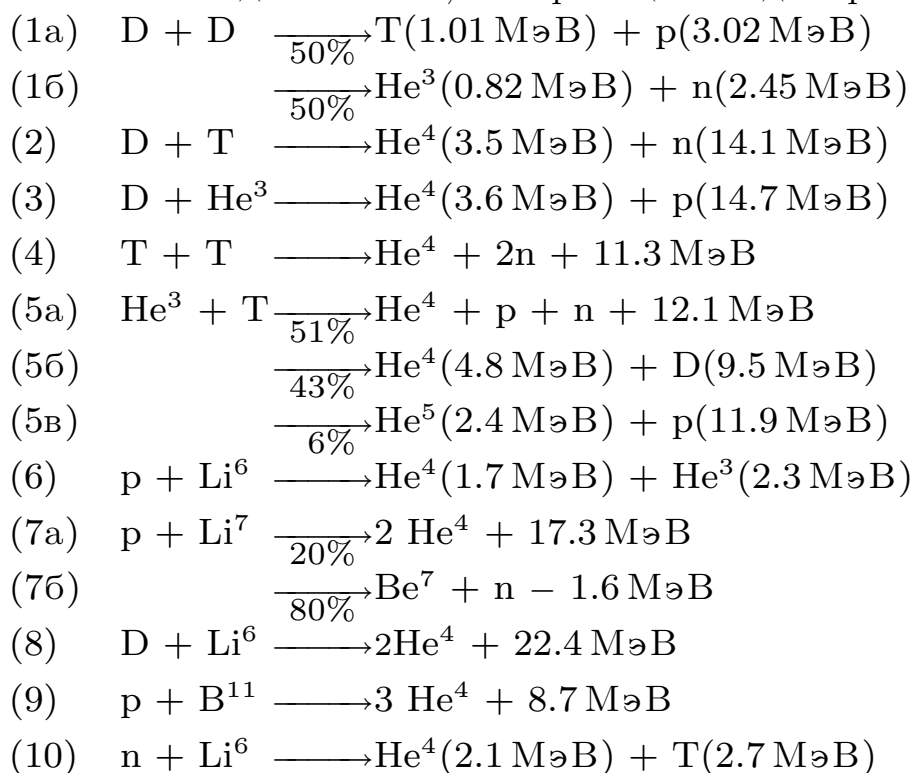 (1а) D + D ⟶ 50% T(1.01 МэВ) + p(3.02 МэВ)
(1б) ⟶ 50% He³(0.82 МэВ) + n(2.45 МэВ)
(2) D + T ⟶ He⁴(3.5 МэВ) + n(14.1 МэВ)
(3) D + He³ ⟶ He⁴(3.6 МэВ) + p(14.7 МэВ)
(4) T + T ⟶ He⁴ + 2n + 11.3 МэВ
(5а) He³ + T ⟶ 51% He⁴ + p + n + 12.1 МэВ
(5б) ⟶ 43% He⁴(4.8 МэВ) + D(9.5 МэВ)
(5в) ⟶ 6% He⁵(2.4 МэВ) + p(11.9 МэВ)
(6) p + Li⁶ ⟶ He⁴(1.7 МэВ) + He³(2.3 МэВ)
(7а) p + Li⁷ ⟶ 20% 2 He⁴ + 17.3 МэВ
(7б) ⟶ 80% Be⁷ + n − 1.6 МэВ
(8) D + Li⁶ ⟶ 2He⁴ + 22.4 МэВ
(9) p + B¹¹ ⟶ 3 He⁴ + 8.7 МэВ
(10) n + Li⁶ ⟶ He⁴(2.1 МэВ) + T(2.7 МэВ)